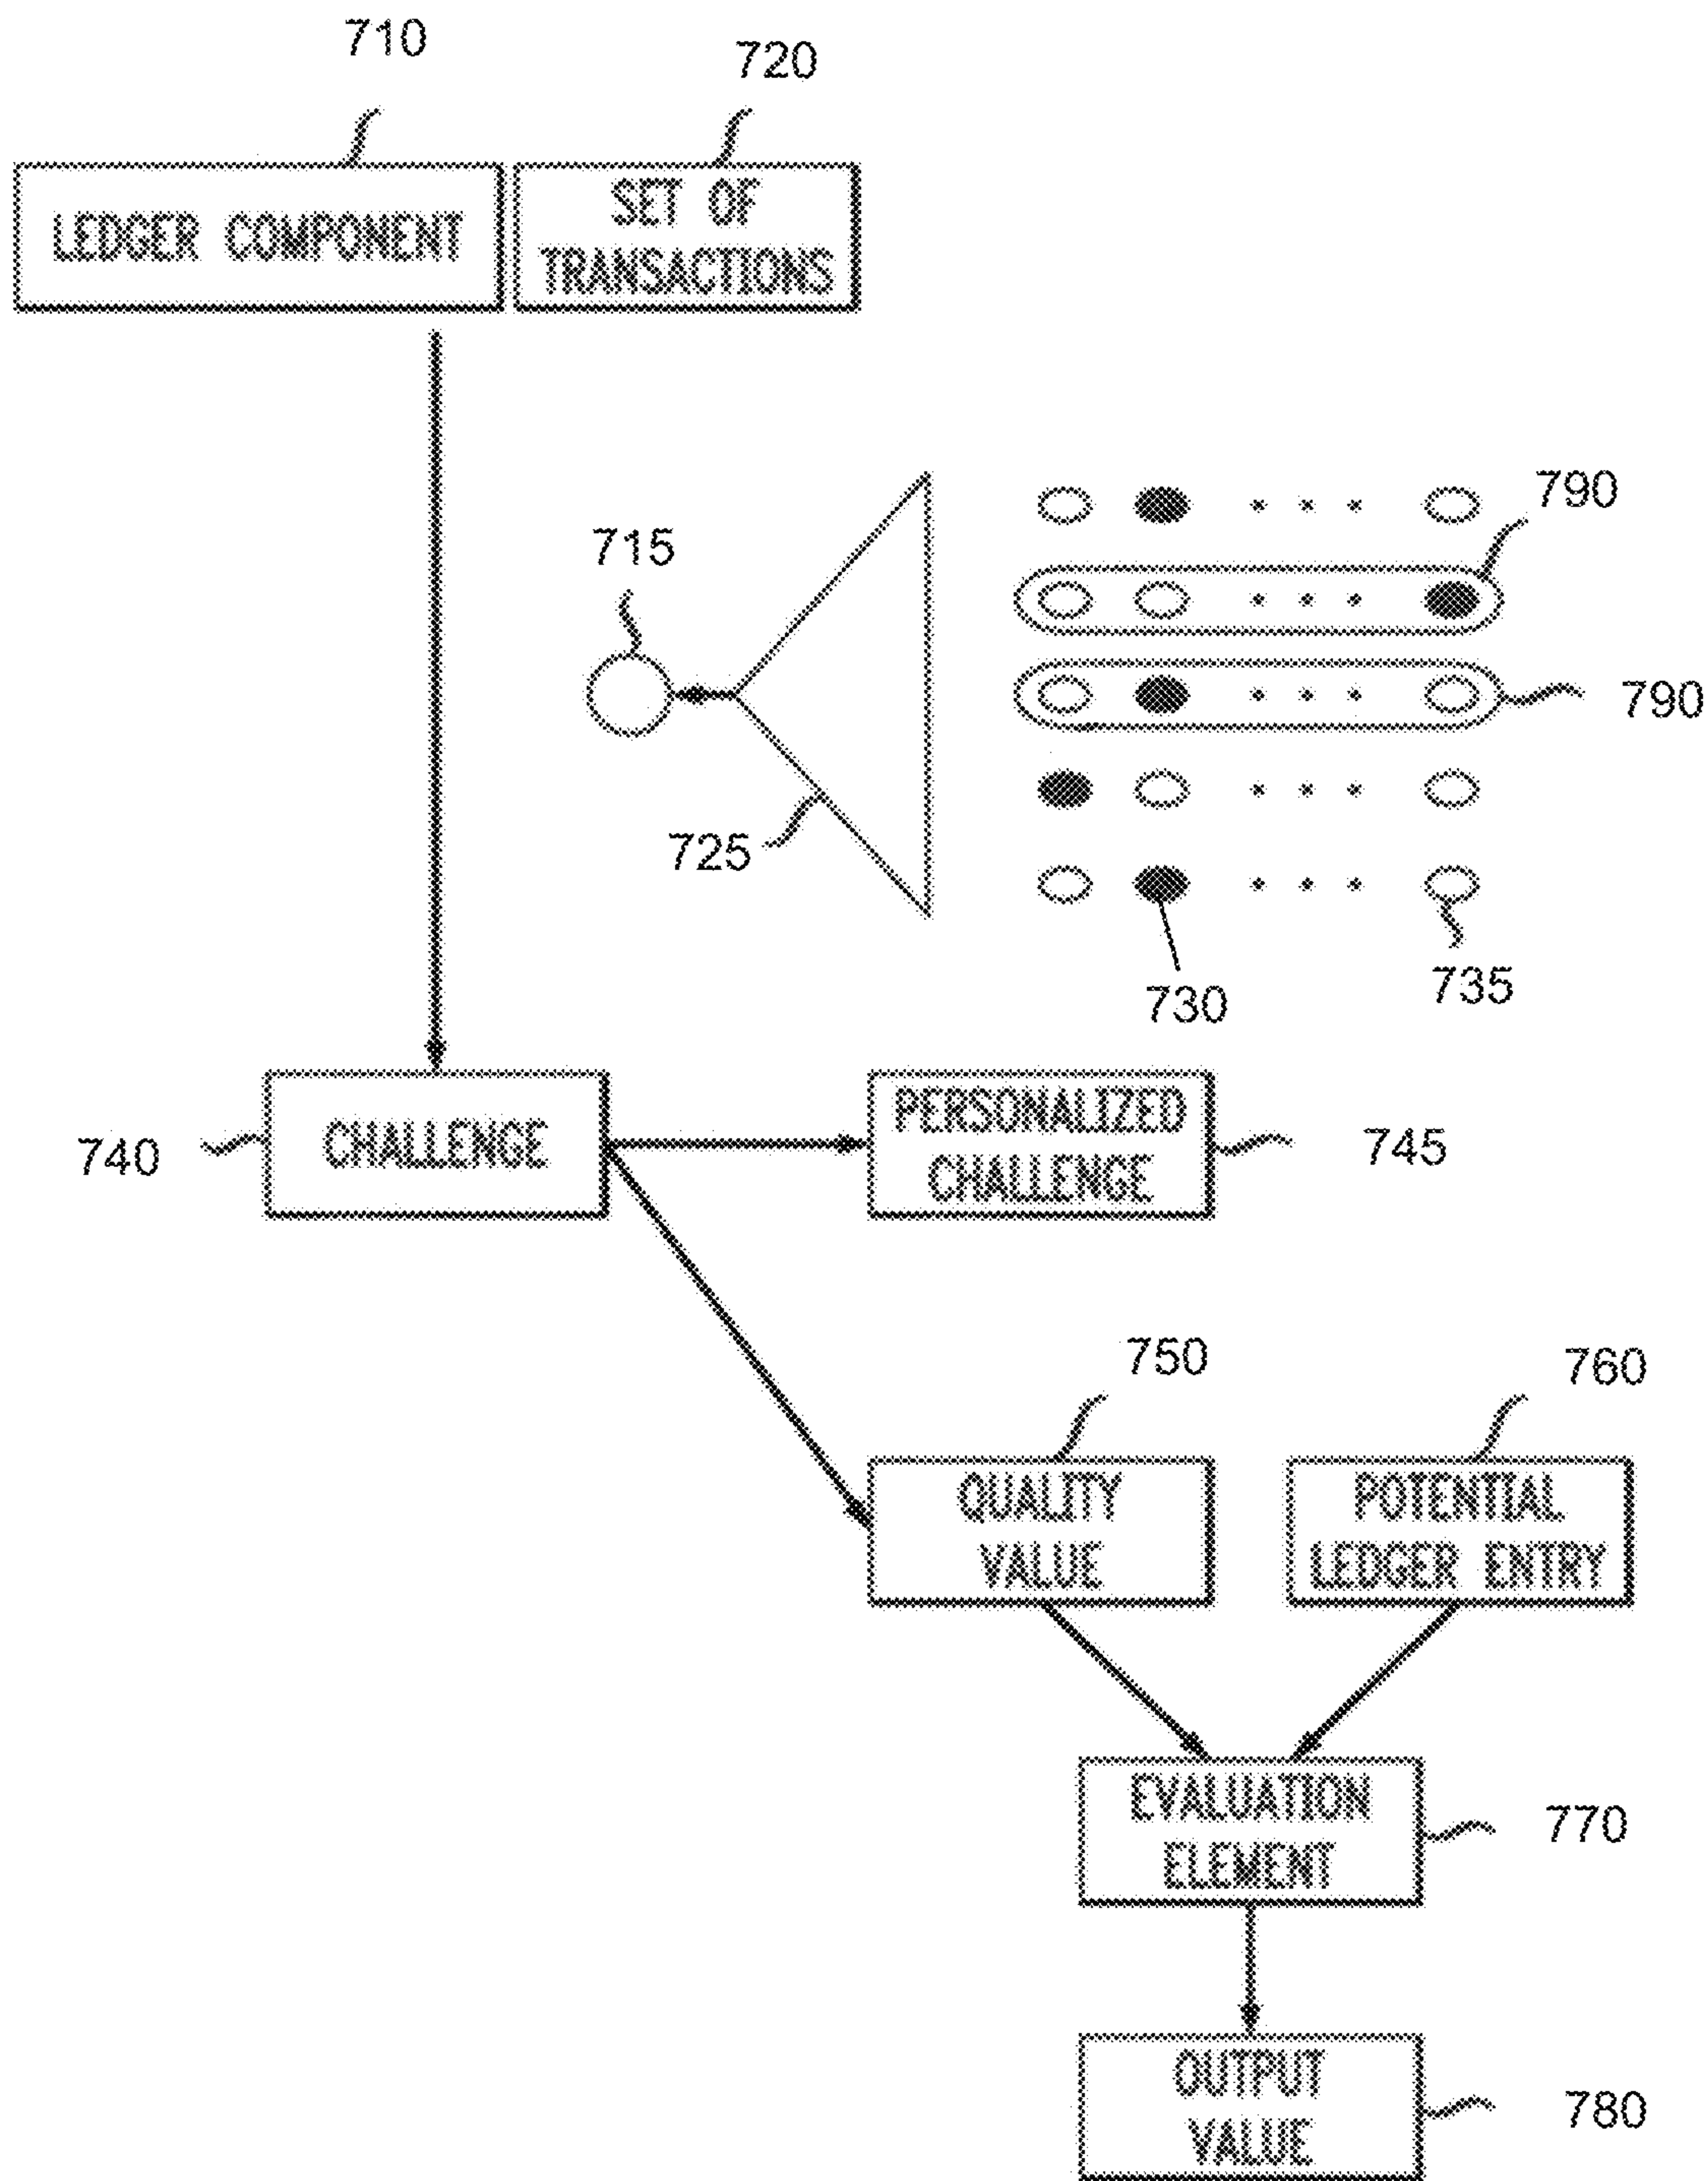 710
720
LEDGER COMPONENT
SET OF
TRANSACTIONS
790
715
790
725
730
735
740
CHALLENGE
PERSONALIZED
CHALLENGE
745
750
760
QUALITY
VALUE
POTENTIAL
LEDGER ENTRY
EVALUATION
ELEMENT
770
OUTPUT
VALUE
780